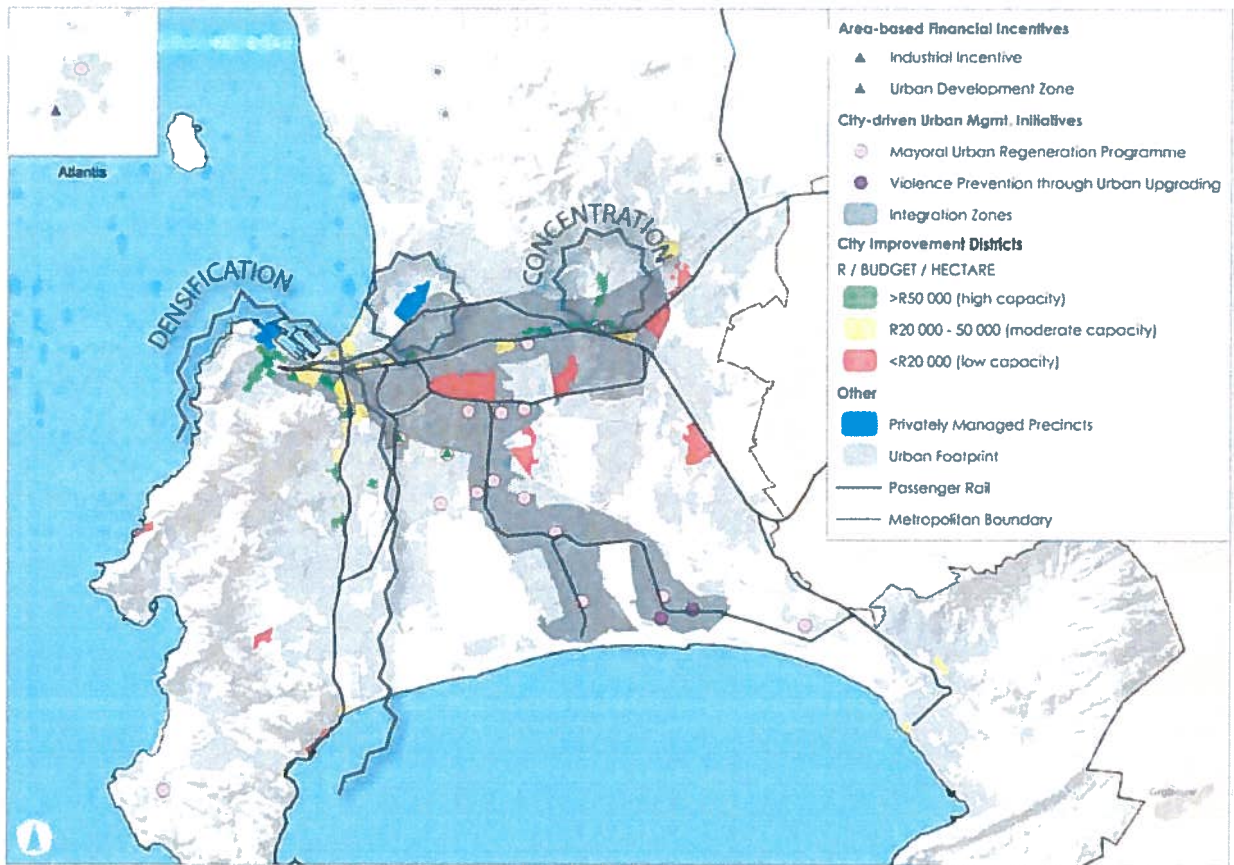 Atlantis
DENSIFICATION
CONCENTRATION
Area-based Financial Incentives
Industrial Incentive
Urban Development Zone
City-driven Urban Mgmt. Initiatives
Mayoral Urban Regeneration Programme
Violence Prevention through Urban Upgrading
Integration Zones
City Improvement Districts
R / BUDGET / HECTARE
>R50 000 (high capacity)
R20 000 - 50 000 (moderate capacity)
<R20 000 (low capacity)
Other
Privately Managed Precincts
Urban Footprint
Passenger Rail
Metropolitan Boundary